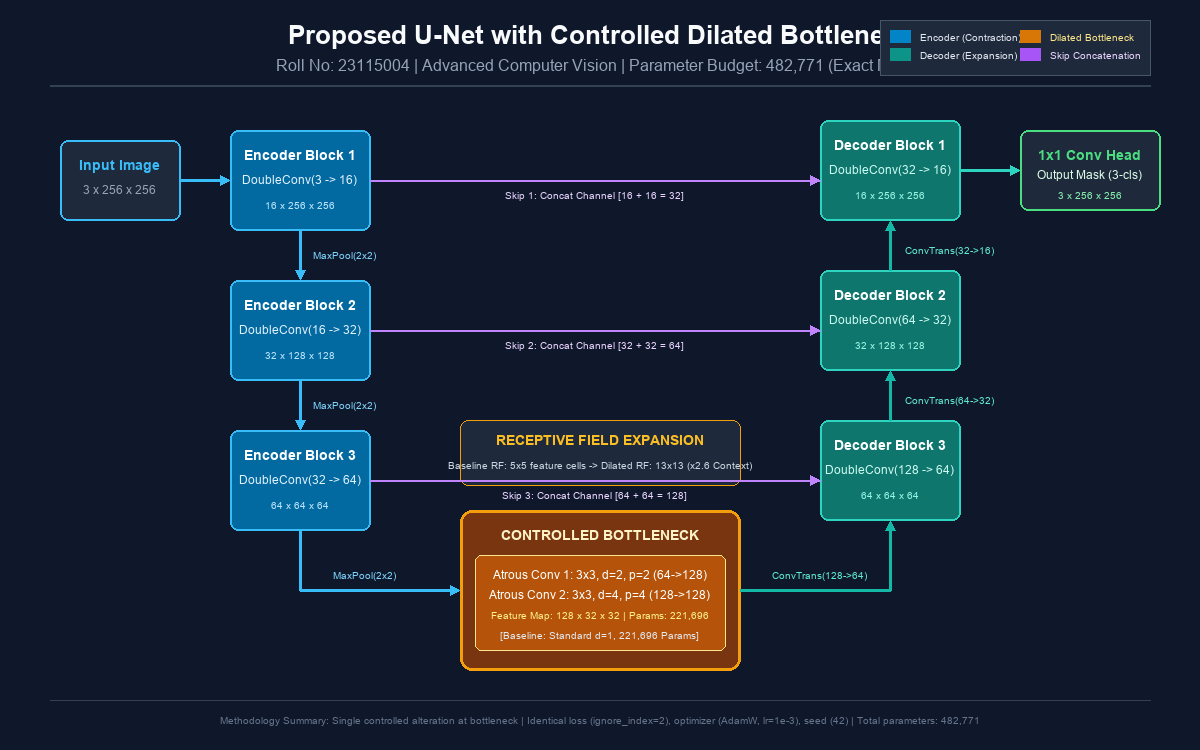 Proposed U-Net with Controlled Dilated Bottlene
Roll No: 23115004 | Advanced Computer Vision | Parameter Budget: 482,771 (Exact
Encoder (Contraction)
Dilated Bottleneck
Decoder (Expansion)
Skip Concatenation
Input Image
3 x 256 x 256
Encoder Block 1
DoubleConv(3 -> 16)
16 x 256 x 256
Skip 1: Concat Channel [16 + 16 = 32]
Decoder Block 1
DoubleConv(32 -> 16)
16 x 256 x 256
1x1 Conv Head
Output Mask (3-cls)
3 x 256 x 256
MaxPool(2x2)
ConvTrans(32->16)
Encoder Block 2
DoubleConv(16 -> 32)
32 x 128 x 128
Skip 2: Concat Channel [32 + 32 = 64]
Decoder Block 2
DoubleConv(64 -> 32)
32 x 128 x 128
MaxPool(2x2)
ConvTrans(64->32)
Encoder Block 3
DoubleConv(32 -> 64)
64 x 64 x 64
RECEPTIVE FIELD EXPANSION
Baseline RF: 5x5 feature cells -> Dilated RF: 13x13 (x2.6 Context)
Skip 3: Concat Channel [64 + 64 = 128]
Decoder Block 3
DoubleConv(128 -> 64)
64 x 64 x 64
MaxPool(2x2)
CONTROLLED BOTTLENECK
Atrous Conv 1: 3x3, d=2, p=2 (64->128)
Atrous Conv 2: 3x3, d=4, p=4 (128->128)
Feature Map: 128 x 32 x 32 | Params: 221,696
[Baseline: Standard d=1, 221,696 Params]
ConvTrans(128->64)
Methodology Summary: Single controlled alteration at bottleneck | Identical loss (ignore_index=2), optimizer (AdamW, lr=1e-3), seed (42) | Total parameters: 482,771